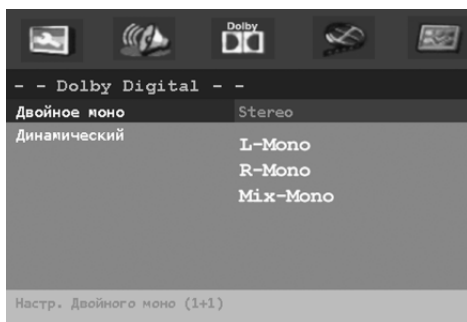 Dolby
- - Dolby Digital - -
Двойное моно Stereo
Динамический
L-Mono
R-Mono
Mix-Mono
Настр. Двойного моно (1+1)